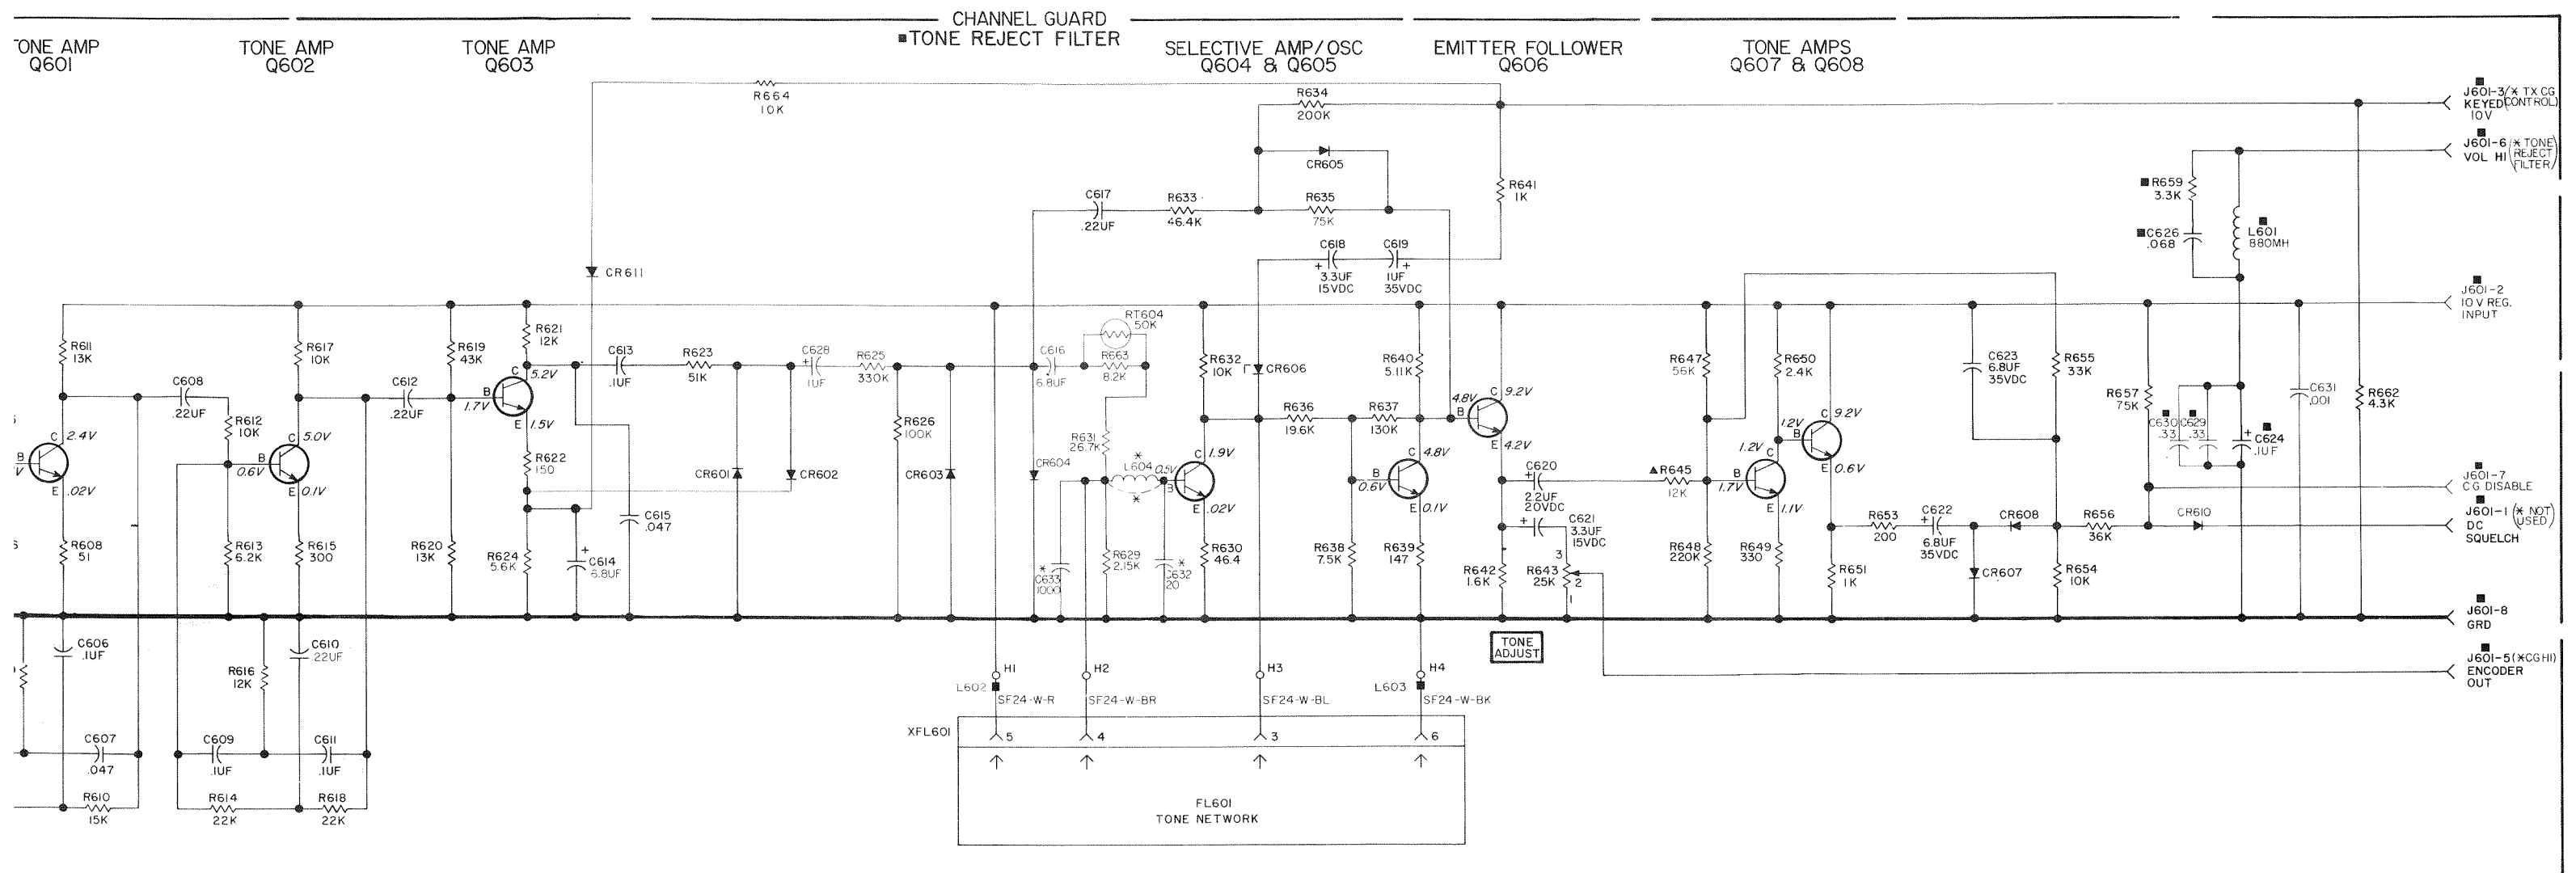 CHANNEL GUARD
■TONE REJECT FILTER
TONE AMP
Q601
TONE AMP
Q602
TONE AMP
Q603
SELECTIVE AMP/OSC
Q604 & Q605
EMITTER FOLLOWER
Q606
TONE AMPS
Q607 & Q608
R664
10K
R634
200K
CR605
C617
.22UF
R633
46.4K
R635
75K
R641
1K
C618
+
3.3UF
15VDC
C619
+
1UF
35VDC
CR611
J601-3 (* TX CG
KEYED CONTROL)
10V
J601-6 (* TONE
VOL HI REJECT
FILTER)
■R659
3.3K
■C626
.068
L601
880MH
J601-2
10 V REG.
INPUT
R611
13K
C608
.22UF
R612
10K
R617
10K
C612
.22UF
R619
43K
R621
12K
C 5.2V
B
1.7V
E 1.5V
C613
.1UF
R623
51K
C628
+
1UF
R625
330K
R626
100K
C616
6.8UF
RT604
50K
R663
8.2K
R631
26.7K
*
L604
*
0.5V
B
R632
10K
CR606
R636
19.6K
R637
130K
R640
5.11K
4.8V
B
C 9.2V
E 4.2V
R647
56K
R650
2.4K
1.2V
B
C 9.2V
E 0.6V
C623
6.8UF
35VDC
R655
33K
R657
75K
C630
.33
C629
.33
+
C624
.1UF
C631
.001
R662
4.3K
C 2.4V
B
E .02V
C 5.0V
B
0.6V
E 0.1V
R622
150
CR601
CR602
CR603
CR604
C 1.9V
E .02V
C 4.8V
B
0.6V
E 0.1V
C620
+
2.2UF
20VDC
▲R645
12K
1.2V
C
B
1.7V
E 1.1V
J601-7
CG DISABLE
R608
51
R613
6.2K
R615
300
R620
13K
R624
5.6K
+
C614
6.8UF
C615
.047
*
C633
1000
R629
2.15K
*
C632
20
R630
46.4
R638
7.5K
R639
147
R642
1.6K
+
C621
3.3UF
15VDC
R643
25K
3
2
1
R648
220K
R649
330
R651
1K
R653
200
C622
+
6.8UF
35VDC
CR608
CR607
R656
36K
R654
10K
CR610
J601-1 (* NOT
DC USED)
SQUELCH
J601-8
GRD
C606
.1UF
R616
12K
C610
.22UF
TONE
ADJUST
J601-5 (*CG HI)
ENCODER
OUT
H1
H2
H3
H4
L602
L603
SF24-W-R
SF24-W-BR
SF24-W-BL
SF24-W-BK
XFL601
5
4
3
6
C607
.047
C609
.1UF
C611
.1UF
R610
15K
R614
22K
R618
22K
FL601
TONE NETWORK